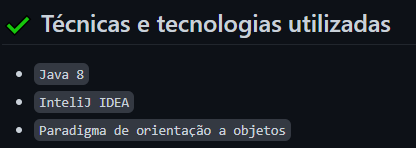 Técnicas e tecnologias utilizadas
Java 8
InteliJ IDEA
Paradigma de orientação a objetos